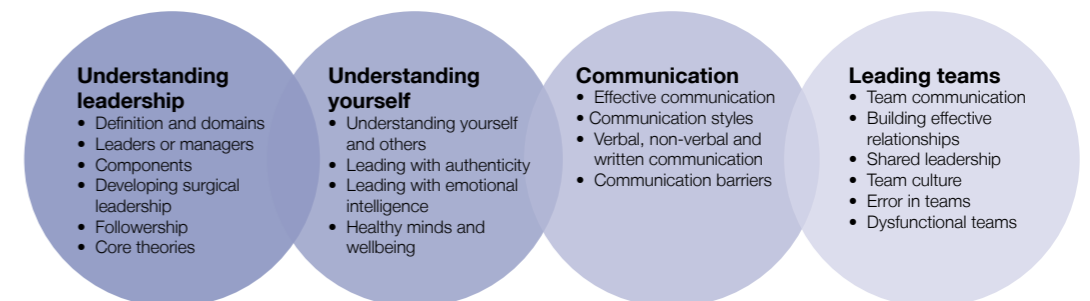 Understanding
leadership
• Definition and domains
• Leaders or managers
• Components
• Developing surgical
leadership
• Followership
• Core theories
Understanding
yourself
• Understanding yourself
and others
• Leading with authenticity
• Leading with emotional
intelligence
• Healthy minds and
wellbeing
Communication
• Effective communication
• Communication styles
• Verbal, non-verbal and
written communication
• Communication barriers
Leading teams
• Team communication
• Building effective
relationships
• Shared leadership
• Team culture
• Error in teams
• Dysfunctional teams